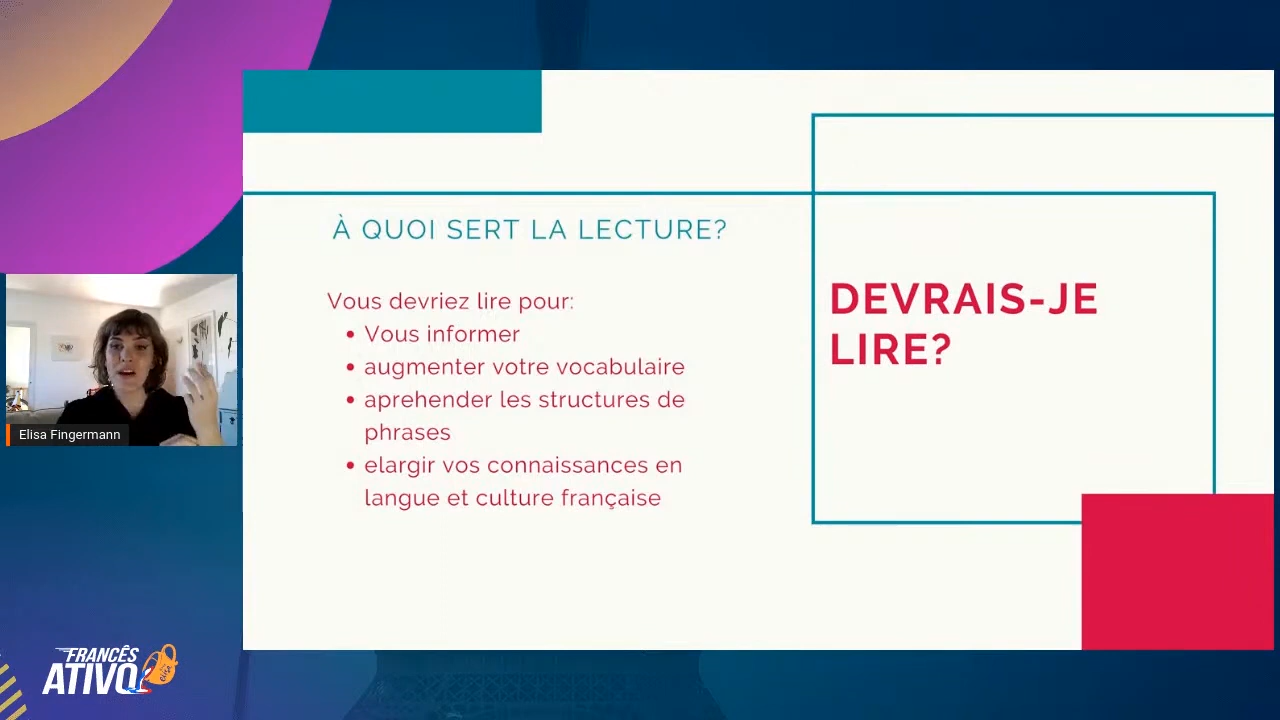 À QUOI SERT LA LECTURE?
Vous devriez lire pour:
• Vous informer
• augmenter votre vocabulaire
• aprehender les structures de
phrases
• elargir vos connaissances en
langue et culture française
DEVRAIS-JE
LIRE?
Elisa Fingermann
FRANCÊS
ATIVO
elisa